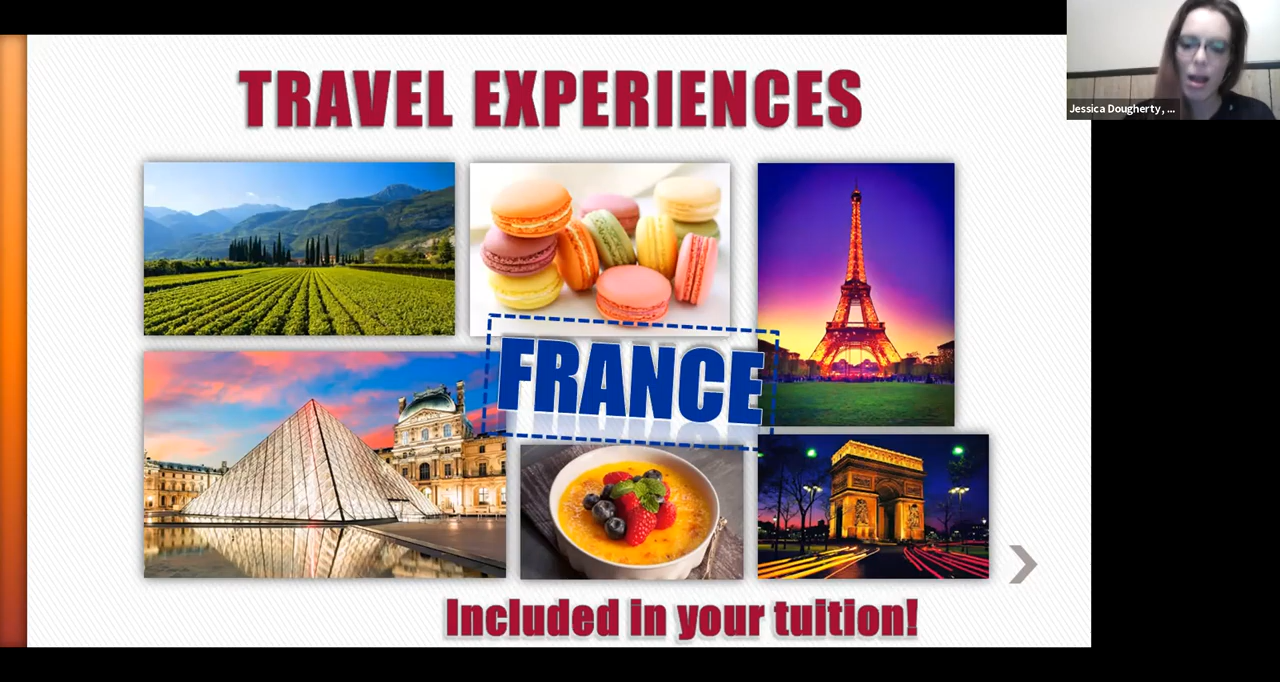 TRAVEL EXPERIENCES
Jessica Dougherty, ...
FRANCE
Included in your tuition!